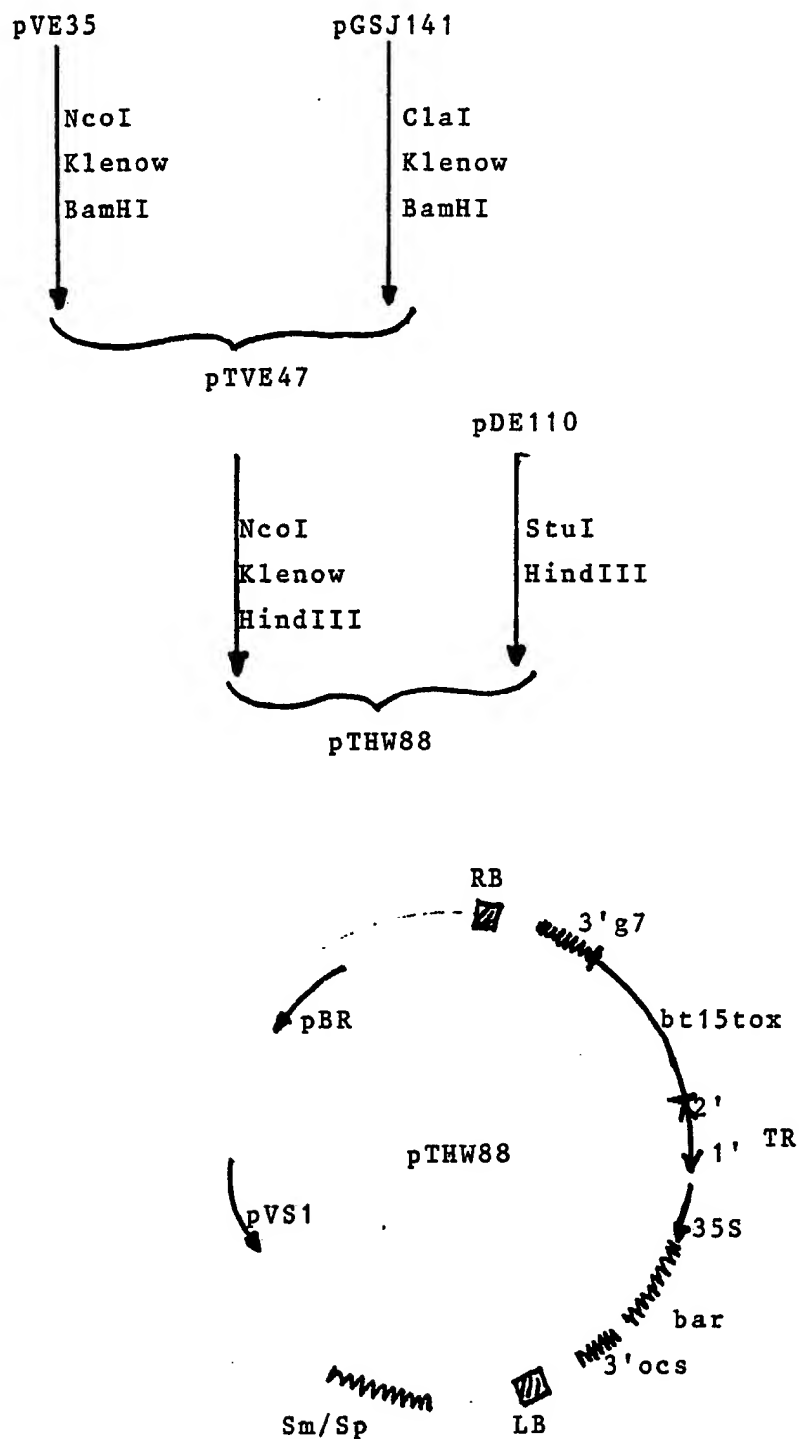 pVE35 pGSJ141
NcoI ClaI
Klenow Klenow
BamHI BamHI
pTVE47
pDE110
NcoI StuI
Klenow HindIII
HindIII
pTHW88
RB
3'g7
pBR
bt15tox
2'
pTHW88 1' TR
pVS1
35S
bar
3'ocs
Sm/Sp LB